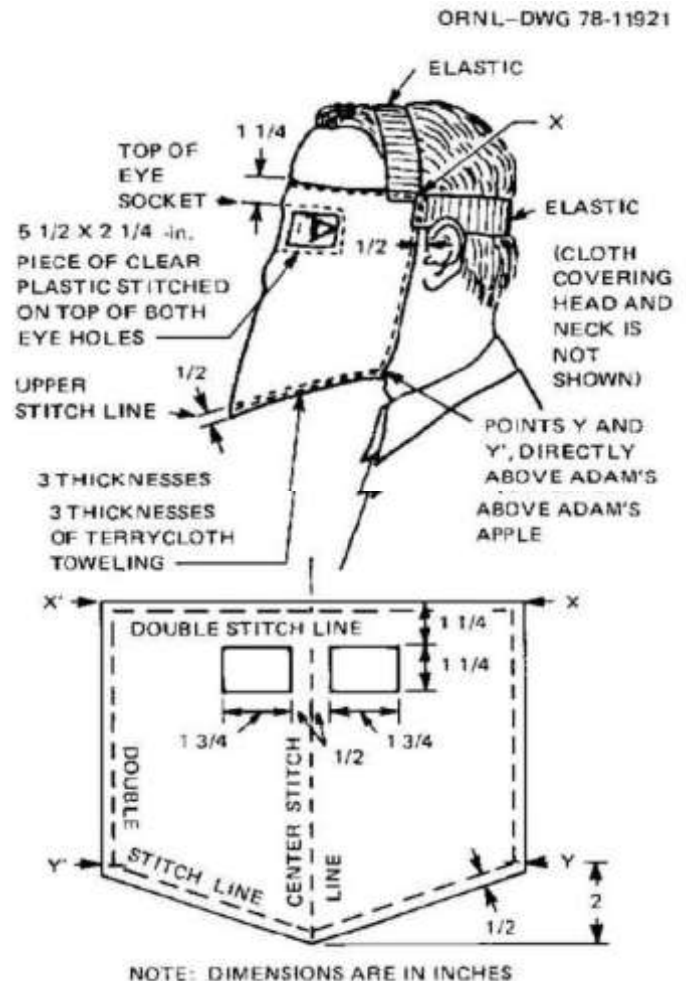 ORNL-DWG 78-11921
ELASTIC
1 1/4
X
TOP OF
EYE
SOCKET
ELASTIC
5 1/2 X 2 1/4 -in.
PIECE OF CLEAR
PLASTIC STITCHED
ON TOP OF BOTH
EYE HOLES
1/2
(CLOTH
COVERING
HEAD AND
NECK IS
NOT
SHOWN)
1/2
UPPER
STITCH LINE
POINTS Y AND
Y', DIRECTLY
ABOVE ADAM'S
ABOVE ADAM'S
APPLE
3 THICKNESSES
3 THICKNESSES
OF TERRYCLOTH
TOWELING
X'
X
DOUBLE STITCH LINE
1 1/4
1 1/4
1 3/4
1/2
1 3/4
DOUBLE
STITCH LINE
CENTER STITCH
LINE
Y'
Y
2
1/2
NOTE: DIMENSIONS ARE IN INCHES